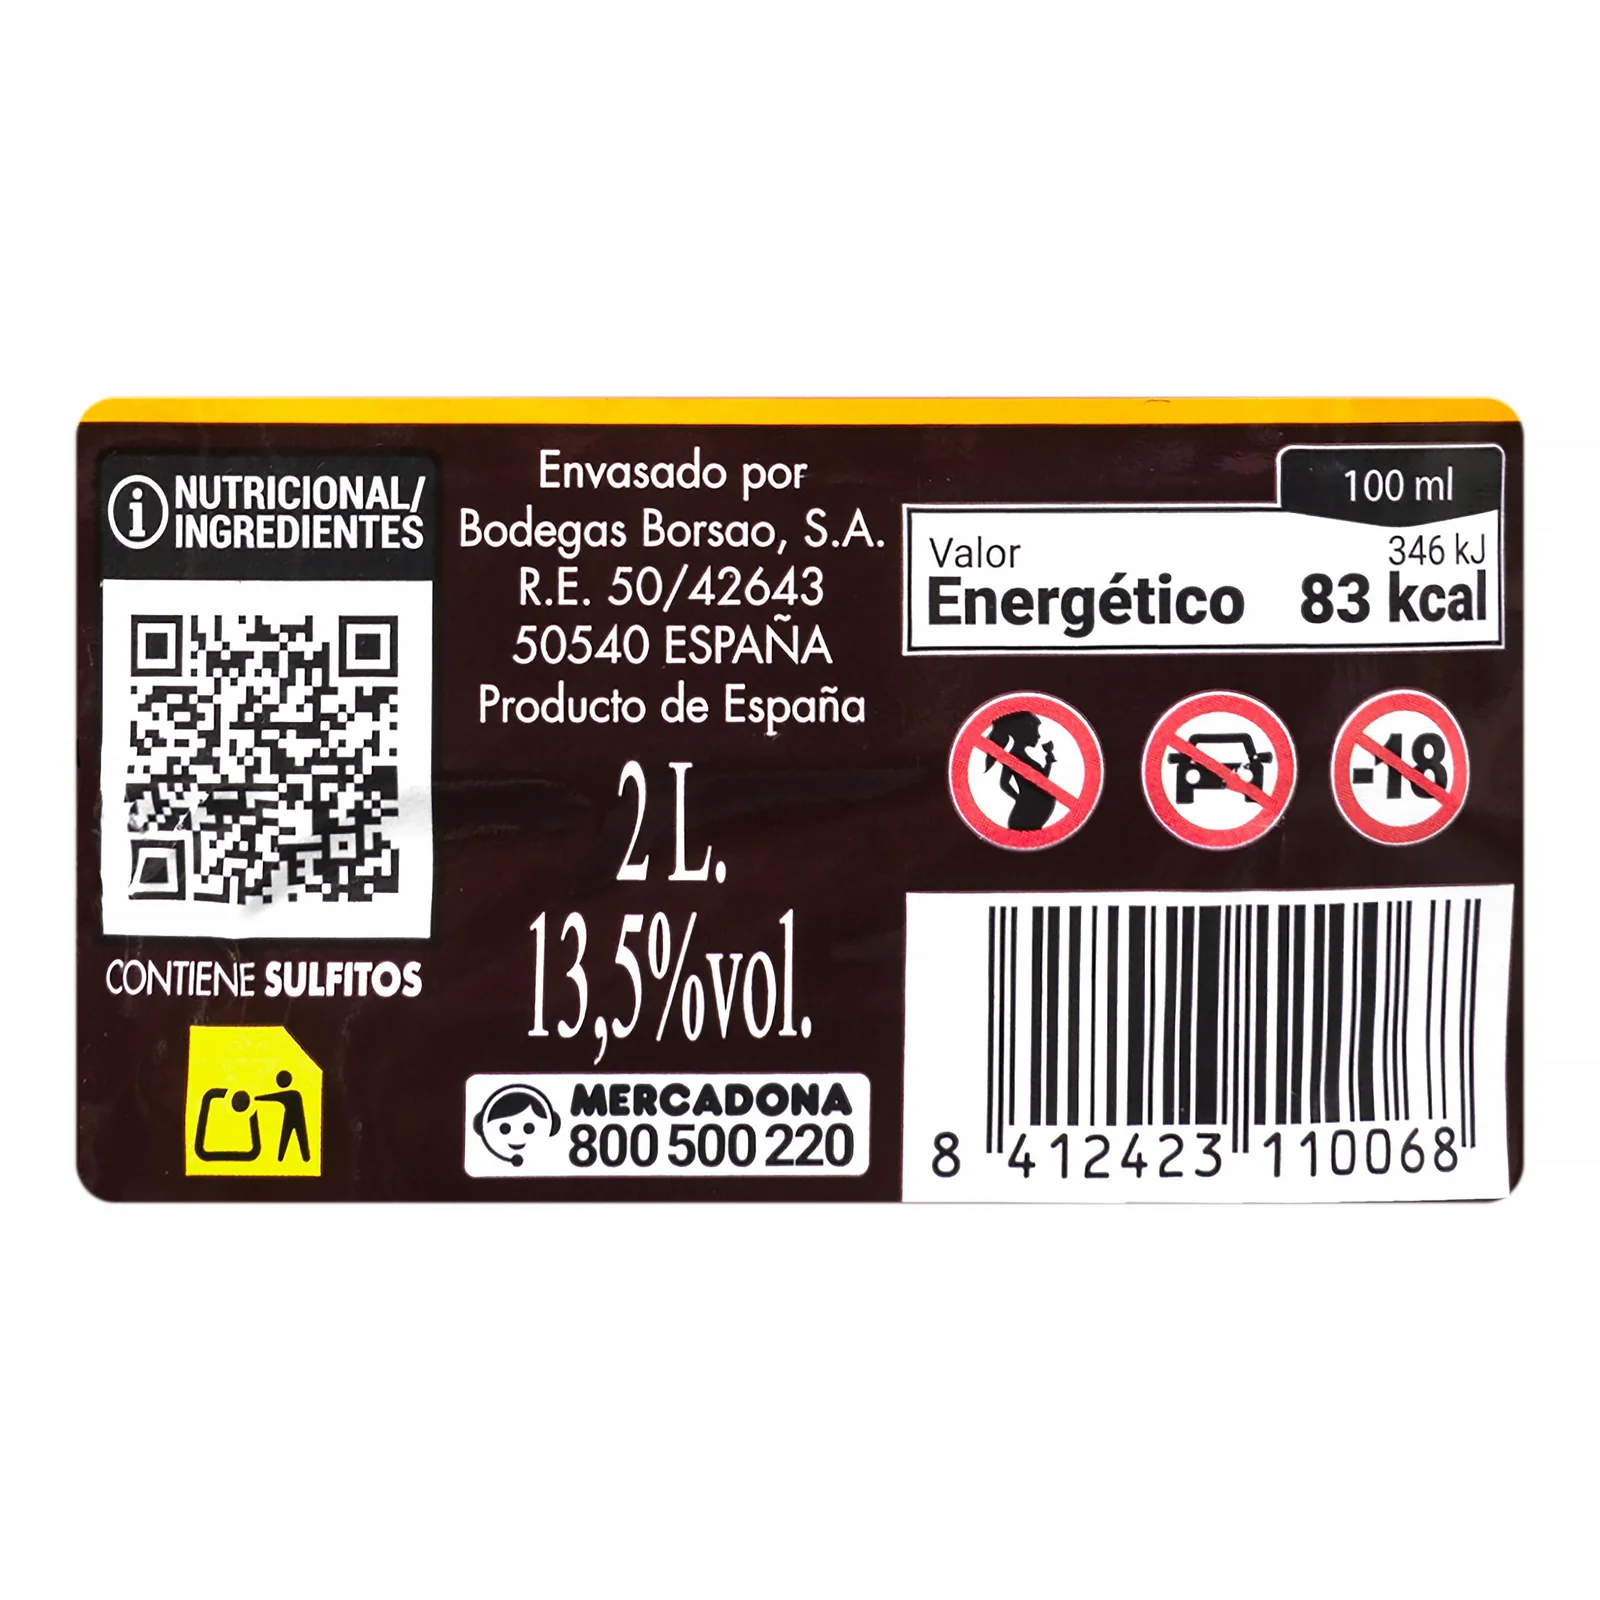 NUTRICIONAL/
INGREDIENTES
CONTIENE SULFITOS
Envasado por
Bodegas Borsao, S.A.
R.E. 50/42643
50540 ESPAÑA
Producto de España
2 L.
13,5%vol.
MERCADONA
800 500 220
100 ml
Valor 346 kJ
Energético 83 kcal
-18
8 412423 110068